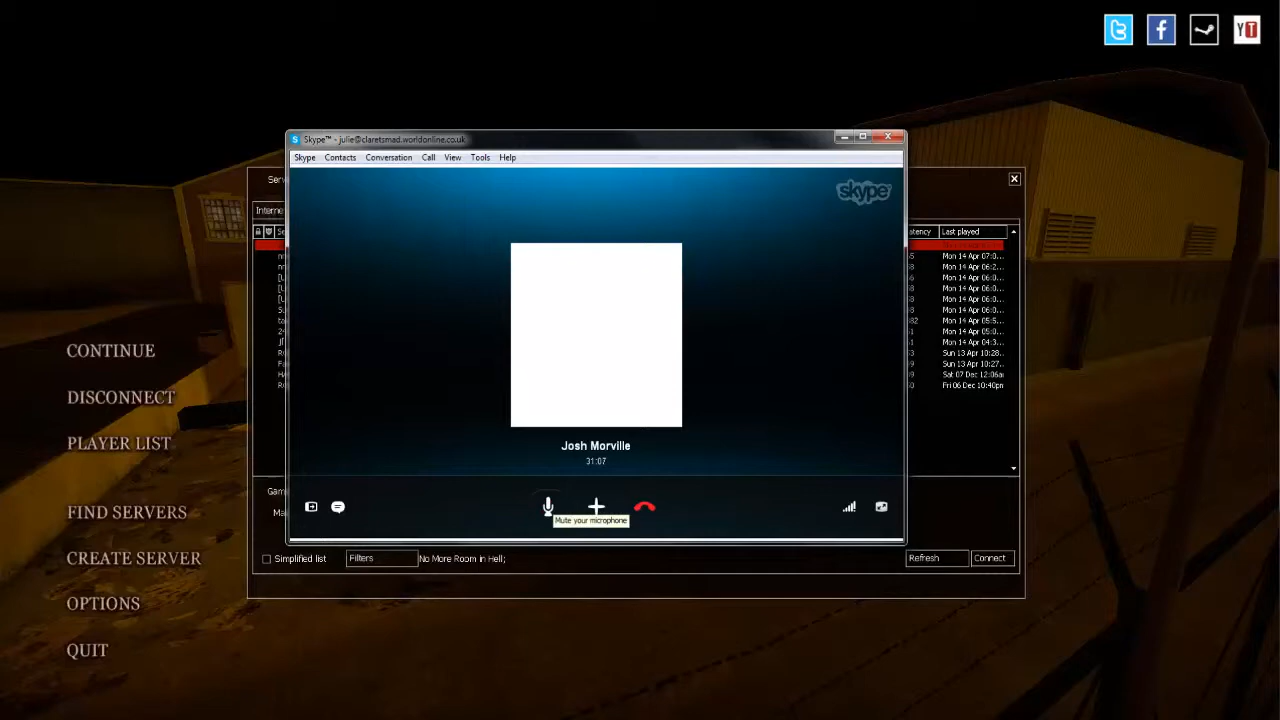 Skype™ - julie@claretsmad.worldonline.co.uk
Skype Contacts Conversation Call View Tools Help
skype
Internet
Last played
Mon 14 Apr 07:0...
Mon 14 Apr 06:2...
Mon 14 Apr 06:0...
Mon 14 Apr 06:0...
Mon 14 Apr 06:0...
Mon 14 Apr 06:0...
Mon 14 Apr 5:5...
Mon 14 Apr 05:0...
Mon 14 Apr 04:3...
Sun 13 Apr 10:28...
Sun 13 Apr 10:27...
Sat 07 Dec 12:06a
Fri 06 Dec 10:40pm
CONTINUE
DISCONNECT
PLAYER LIST
FIND SERVERS
CREATE SERVER
OPTIONS
QUIT
Josh Morville
31:07
Mute your microphone
Simplified list Filters No More Room in Hell; Refresh Connect